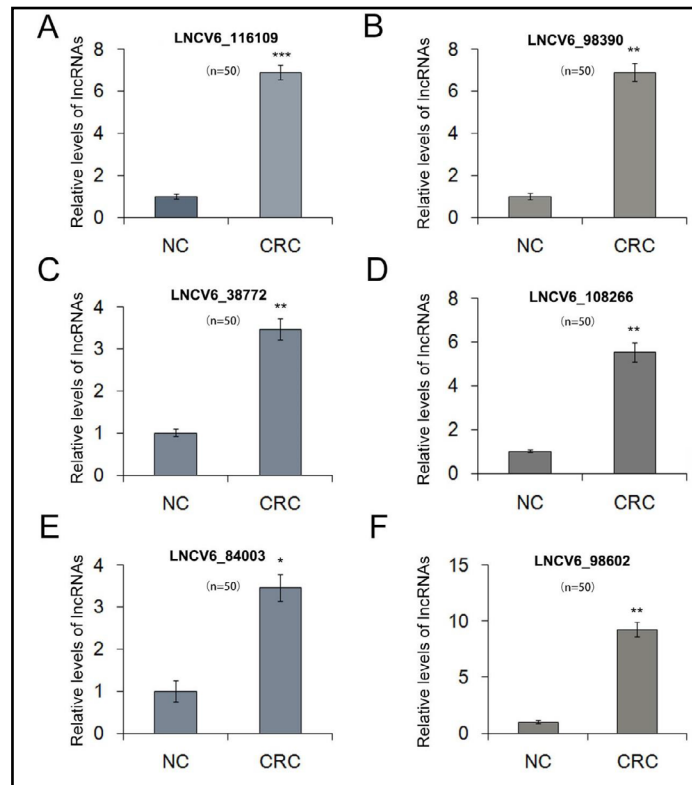 A
LNCV6_116109
(n=50)
***
Relative levels of lncRNAs
8
6
4
2
0
NC
CRC
B
LNCV6_98390
(n=50)
**
Relative levels of lncRNAs
8
6
4
2
0
NC
CRC
C
LNCV6_38772
(n=50)
**
Relative levels of lncRNAs
4
3
2
1
0
NC
CRC
D
LNCV6_108266
(n=50)
**
Relative levels of lncRNAs
8
6
4
2
0
NC
CRC
E
LNCV6_84003
(n=50)
*
Relative levels of lncRNAs
4
3
2
1
0
NC
CRC
F
LNCV6_98602
(n=50)
**
Relative levels of lncRNAs
15
10
5
0
NC
CRC